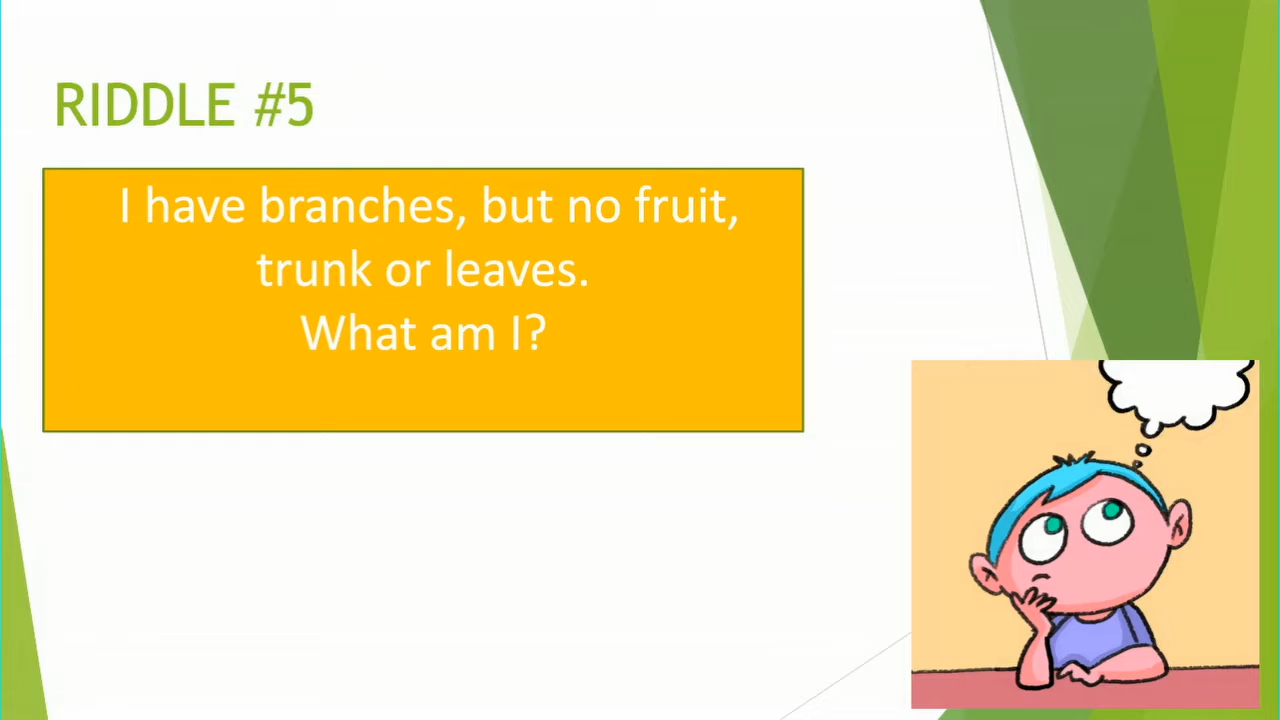 RIDDLE #5
I have branches, but no fruit,
trunk or leaves.
What am I?